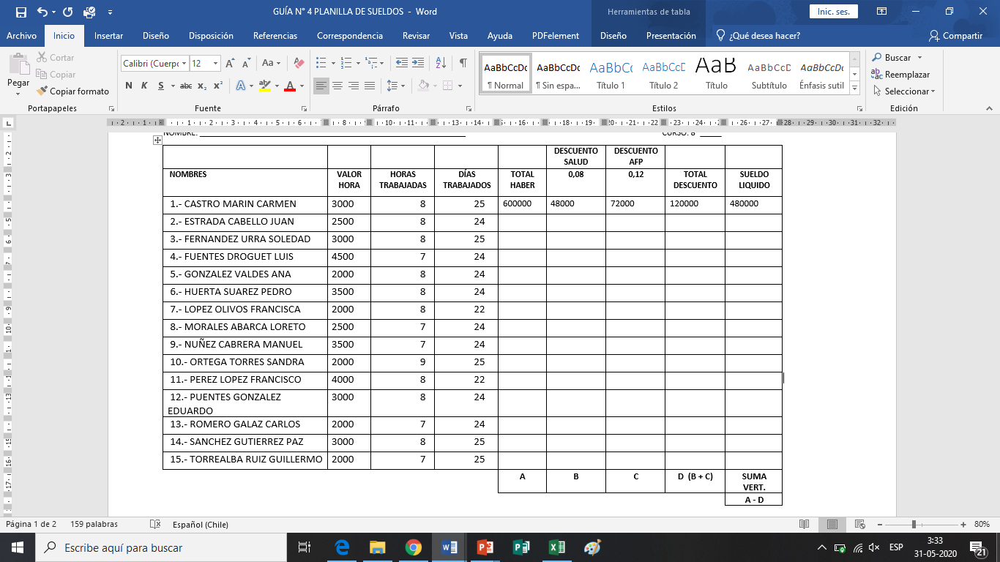 GUÍA N° 4 PLANILLA DE SUELDOS - Word
Herramientas de tabla
Inic. ses.
Archivo Inicio Insertar Diseño Disposición Referencias Correspondencia Revisar Vista Ayuda PDFelement Diseño Presentación ¿Qué desea hacer? Compartir
Pegar
Cortar
Copiar
Copiar formato
Portapapeles
Calibri (Cuerpo 12
N K S abc x₂ x²
Fuente
Párrafo
AaBbCcDc AaBbCcDc AaBbCc AaBbCcD AaB AaBbCcD AaBbCcDc
¶ Normal ¶ Sin espa... Título 1 Título 2 Título Subtítulo Énfasis sutil
Estilos
Buscar
Reemplazar
Seleccionar
Edición
NOMBRE: CURSO: 8°
DESCUENTO SALUD DESCUENTO AFP
NOMBRES VALOR HORA HORAS TRABAJADAS DÍAS TRABAJADOS TOTAL HABER 0,08 0,12 TOTAL DESCUENTO SUELDO LIQUIDO
1.- CASTRO MARIN CARMEN 3000 8 25 600000 48000 72000 120000 480000
2.- ESTRADA CABELLO JUAN 2500 8 24
3.- FERNANDEZ URRA SOLEDAD 3000 8 25
4.- FUENTES DROGUET LUIS 4500 7 24
5.- GONZALEZ VALDES ANA 2000 8 24
6.- HUERTA SUAREZ PEDRO 3500 8 24
7.- LOPEZ OLIVOS FRANCISCA 2000 8 22
8.- MORALES ABARCA LORETO 2500 7 24
9.- NUÑEZ CABRERA MANUEL 3500 7 24
10.- ORTEGA TORRES SANDRA 2000 9 25
11.- PEREZ LOPEZ FRANCISCO 4000 8 22
12.- PUENTES GONZALEZ EDUARDO 3000 8 24
13.- ROMERO GALAZ CARLOS 2000 7 24
14.- SANCHEZ GUTIERREZ PAZ 3000 8 25
15.- TORREALBA RUIZ GUILLERMO 2000 7 25
A B C D (B + C) SUMA VERT.
A - D
Página 1 de 2 159 palabras Español (Chile) 80%
Escribe aquí para buscar
ESP
3:33
31-05-2020
21